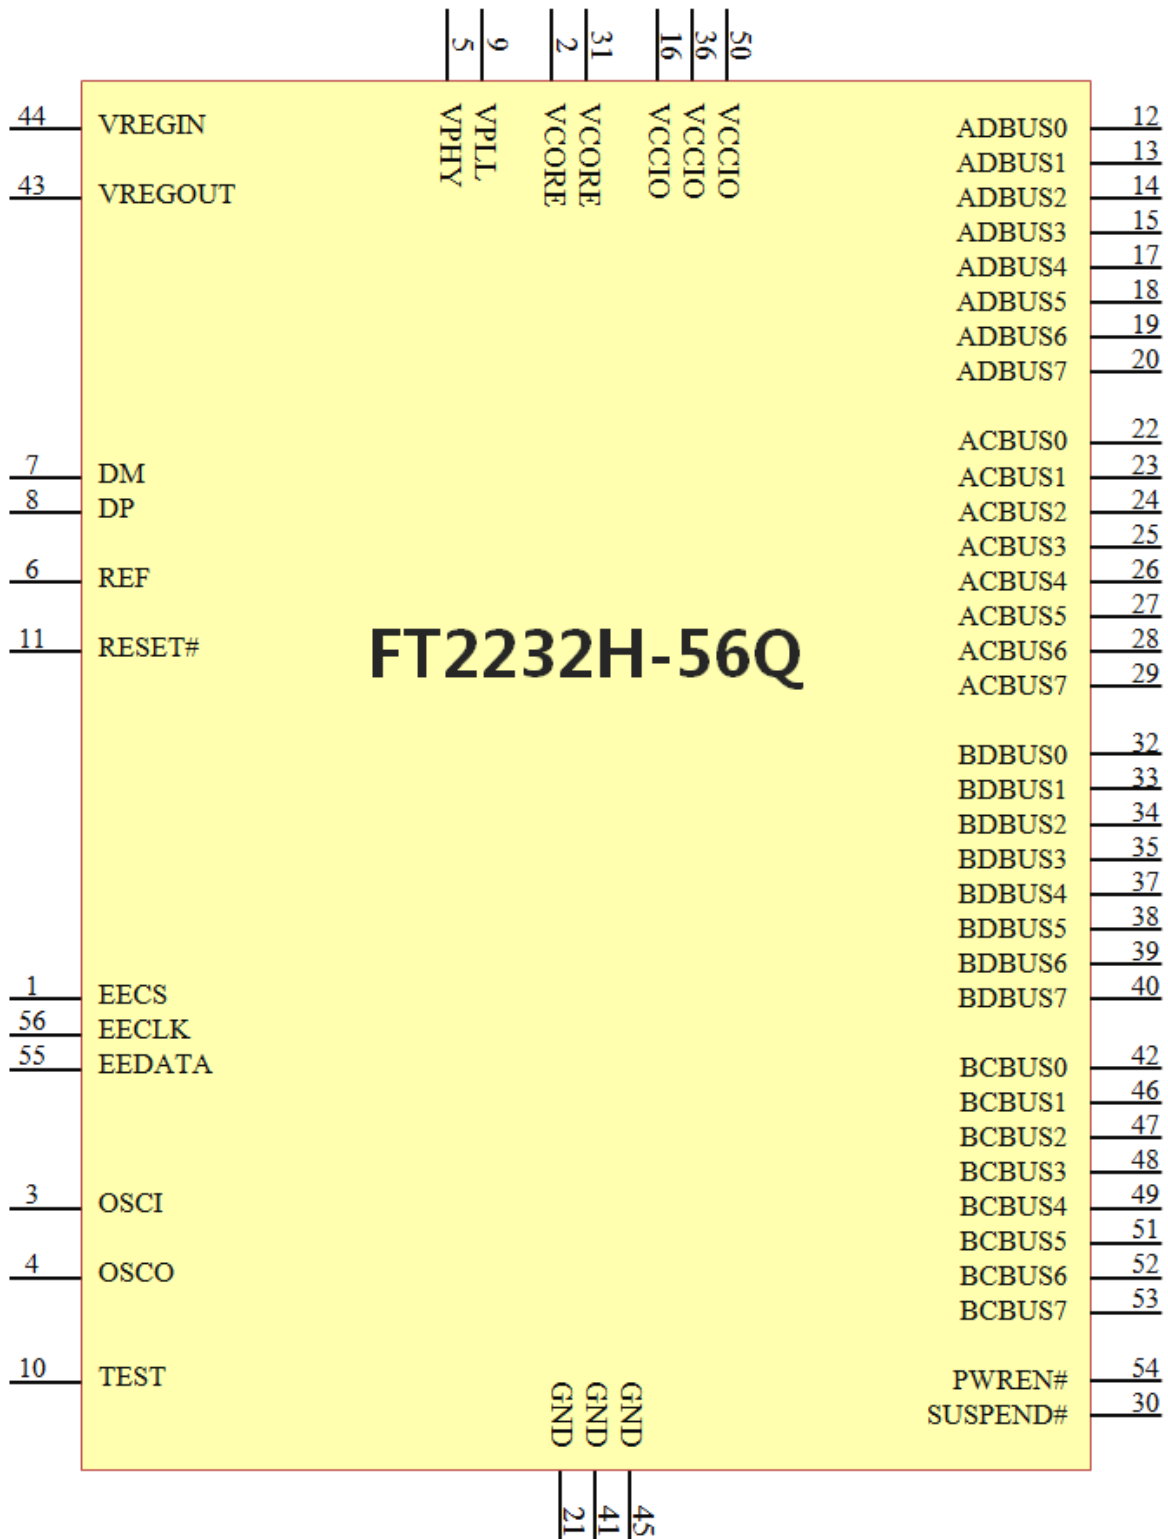 5 9 2 31 16 36 50
VPHY VPLL VCORE VCORE VCCIO VCCIO VCCIO
44 VREGIN
43 VREGOUT
7 DM
8 DP
6 REF
11 RESET#
1 EECS
56 EECLK
55 EEDATA
3 OSCI
4 OSCO
10 TEST
FT2232H-56Q
ADBUS0 12
ADBUS1 13
ADBUS2 14
ADBUS3 15
ADBUS4 17
ADBUS5 18
ADBUS6 19
ADBUS7 20
ACBUS0 22
ACBUS1 23
ACBUS2 24
ACBUS3 25
ACBUS4 26
ACBUS5 27
ACBUS6 28
ACBUS7 29
BDBUS0 32
BDBUS1 33
BDBUS2 34
BDBUS3 35
BDBUS4 37
BDBUS5 38
BDBUS6 39
BDBUS7 40
BCBUS0 42
BCBUS1 46
BCBUS2 47
BCBUS3 48
BCBUS4 49
BCBUS5 51
BCBUS6 52
BCBUS7 53
PWREN# 54
SUSPEND# 30
GND GND GND
21 41 45